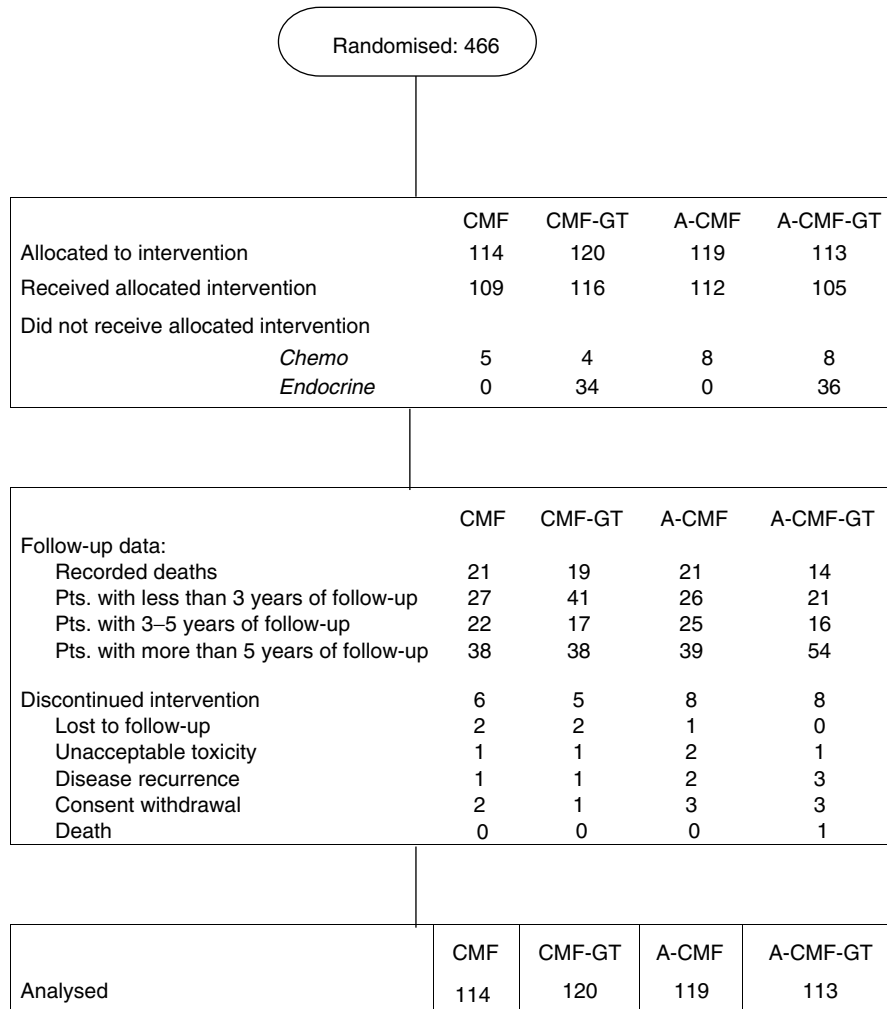 Randomised: 466
CMF CMF-GT A-CMF A-CMF-GT
Allocated to intervention 114 120 119 113
Received allocated intervention 109 116 112 105
Did not receive allocated intervention
Chemo 5 4 8 8
Endocrine 0 34 0 36
CMF CMF-GT A-CMF A-CMF-GT
Follow-up data:
Recorded deaths 21 19 21 14
Pts. with less than 3 years of follow-up 27 41 26 21
Pts. with 3–5 years of follow-up 22 17 25 16
Pts. with more than 5 years of follow-up 38 38 39 54
Discontinued intervention 6 5 8 8
Lost to follow-up 2 2 1 0
Unacceptable toxicity 1 1 2 1
Disease recurrence 1 1 2 3
Consent withdrawal 2 1 3 3
Death 0 0 0 1
CMF CMF-GT A-CMF A-CMF-GT
Analysed 114 120 119 113